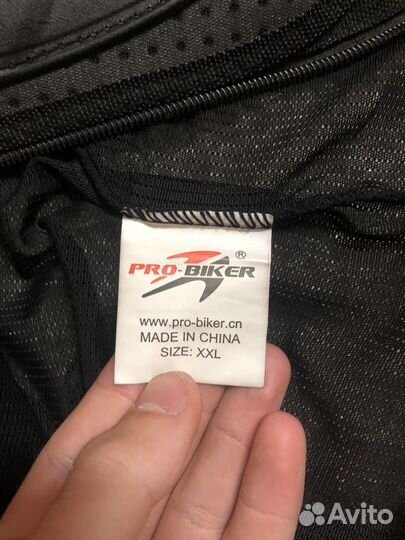 PRO-BIKER ®
www.pro-biker.cn
MADE IN CHINA
SIZE: XXL
Avito